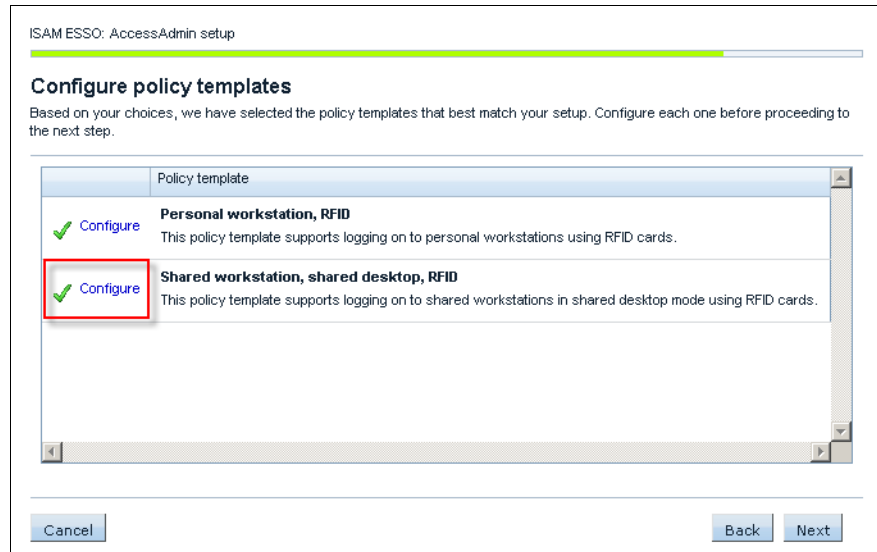 ISAM ESSO: AccessAdmin setup
Configure policy templates
Based on your choices, we have selected the policy templates that best match your setup. Configure each one before proceeding to
the next step.
Policy template
Configure
Personal workstation, RFID
This policy template supports logging on to personal workstations using RFID cards.
Configure
Shared workstation, shared desktop, RFID
This policy template supports logging on to shared workstations in shared desktop mode using RFID cards.
Cancel
Back
Next